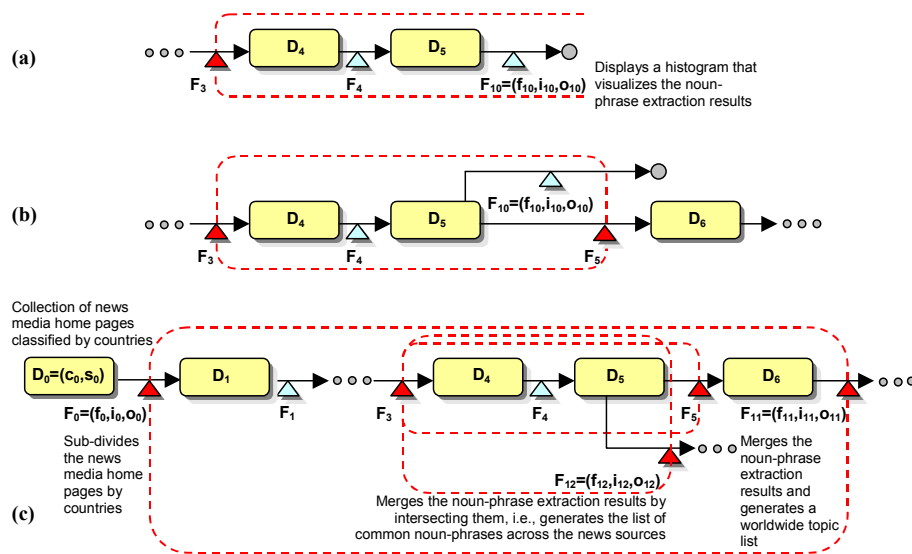 (a)
D4
D5
F3
F4
F10=(f10,i10,o10)
Displays a histogram that
visualizes the noun-
phrase extraction results
(b)
F10=(f10,i10,o10)
D4
D5
D6
F3
F4
F5
Collection of news
media home pages
classified by countries
D0=(c0,s0)
D1
D4
D5
D6
F0=(f0,i0,o0)
F1
F3
F4
F5
F11=(f11,i11,o11)
Sub-divides
the news
media home
pages by
countries
F12=(f12,i12,o12)
Merges the noun-phrase extraction results by
intersecting them, i.e., generates the list of
common noun-phrases across the news sources
Merges the
noun-phrase
extraction
results and
generates a
worldwide topic
list
(c)